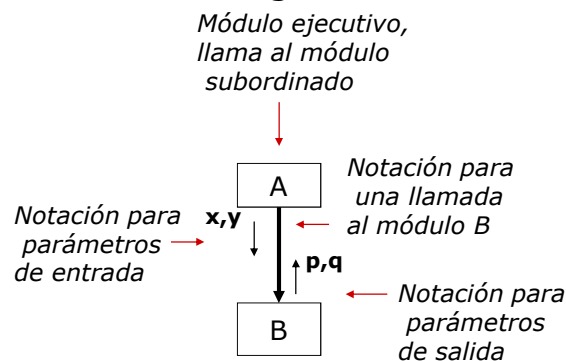 Módulo ejecutivo,
llama al módulo
subordinado
A
Notación para
una llamada
al módulo B
Notación para
parámetros
de entrada
x,y
p,q
B
Notación para
parámetros
de salida